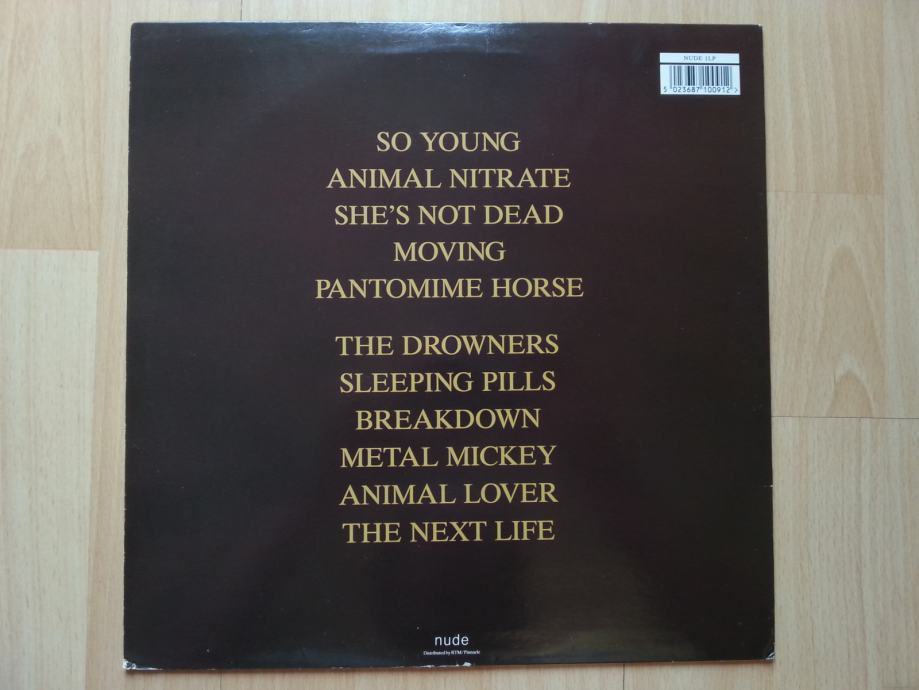 NUDE 1LP
5 023687 100912 >
SO YOUNG
ANIMAL NITRATE
SHE'S NOT DEAD
MOVING
PANTOMIME HORSE
THE DROWNERS
SLEEPING PILLS
BREAKDOWN
METAL MICKEY
ANIMAL LOVER
THE NEXT LIFE
nude
Distributed by RTM/Pinnacle